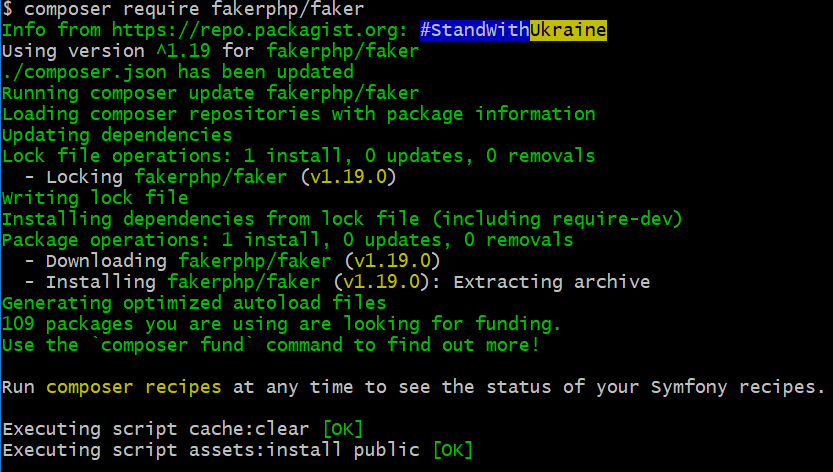 $ composer require fakerphp/faker
Info from https://repo.packagist.org: #StandWithUkraine
Using version ^1.19 for fakerphp/faker
./composer.json has been updated
Running composer update fakerphp/faker
Loading composer repositories with package information
Updating dependencies
Lock file operations: 1 install, 0 updates, 0 removals
  - Locking fakerphp/faker (v1.19.0)
Writing lock file
Installing dependencies from lock file (including require-dev)
Package operations: 1 install, 0 updates, 0 removals
  - Downloading fakerphp/faker (v1.19.0)
  - Installing fakerphp/faker (v1.19.0): Extracting archive
Generating optimized autoload files
109 packages you are using are looking for funding.
Use the `composer fund` command to find out more!
Run composer recipes at any time to see the status of your Symfony recipes.
Executing script cache:clear [OK]
Executing script assets:install public [OK]